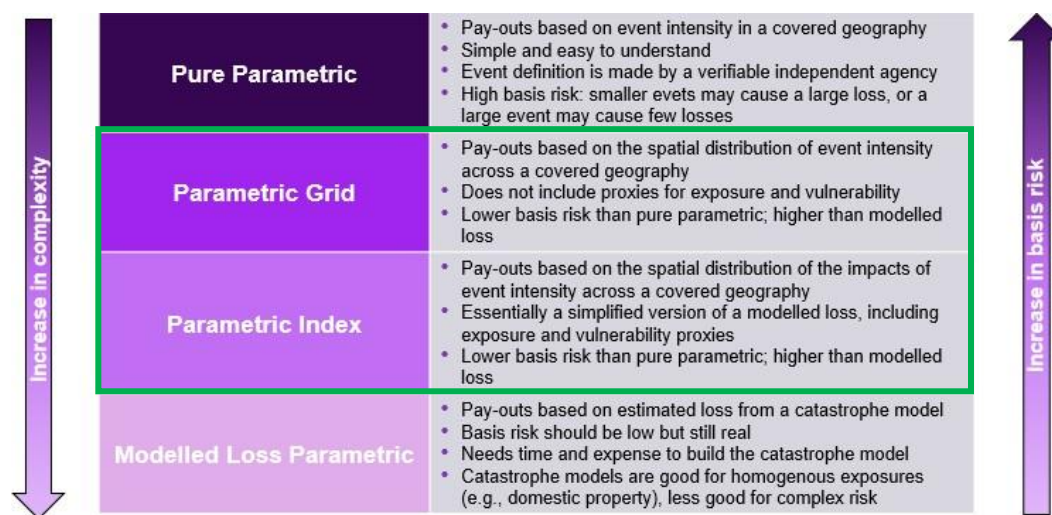 Increase in complexity
Pure Parametric
• Pay-outs based on event intensity in a covered geography
• Simple and easy to understand
• Event definition is made by a verifiable independent agency
• High basis risk: smaller evets may cause a large loss, or a
large event may cause few losses
Parametric Grid
• Pay-outs based on the spatial distribution of event intensity
across a covered geography
• Does not include proxies for exposure and vulnerability
• Lower basis risk than pure parametric; higher than modelled
loss
Parametric Index
• Pay-outs based on the spatial distribution of the impacts of
event intensity across a covered geography
• Essentially a simplified version of a modelled loss, including
exposure and vulnerability proxies
• Lower basis risk than pure parametric; higher than modelled
loss
Modelled Loss Parametric
• Pay-outs based on estimated loss from a catastrophe model
• Basis risk should be low but still real
• Needs time and expense to build the catastrophe model
• Catastrophe models are good for homogenous exposures
(e.g., domestic property), less good for complex risk
Increase in basis risk